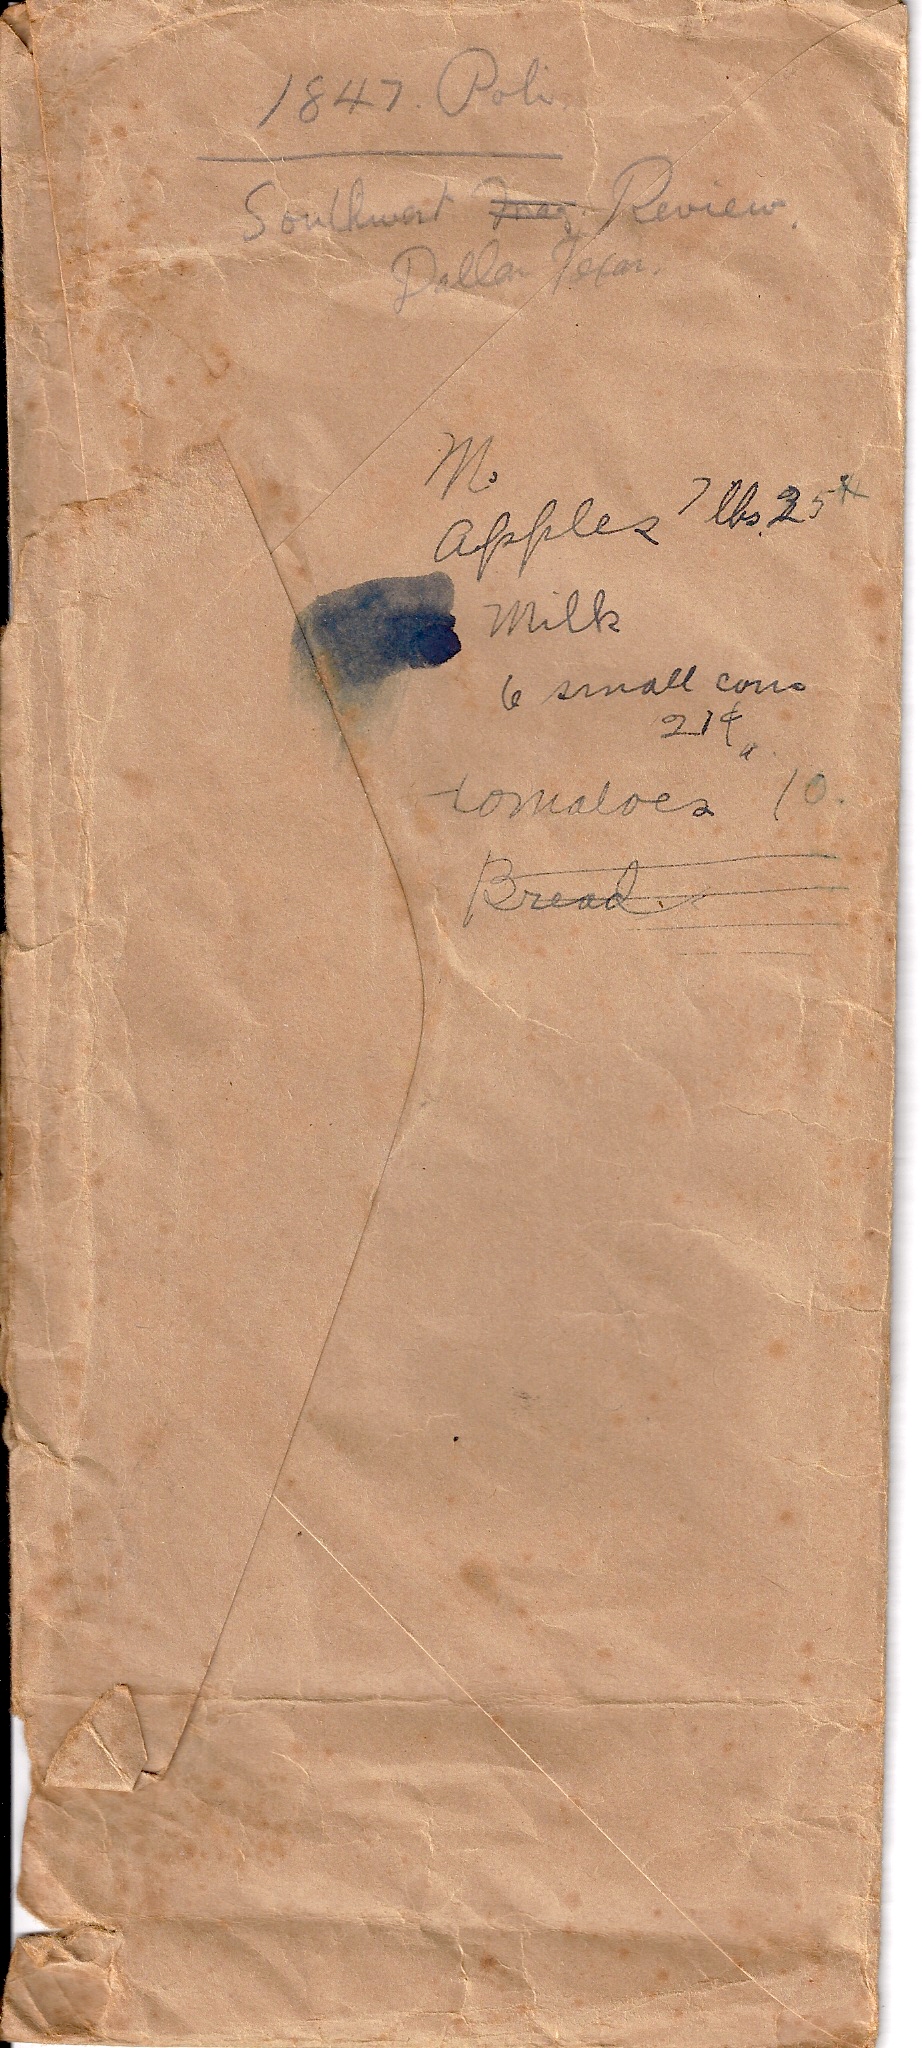 1847. Poli.
Southwest Mag. Review.
Dallas Texas.
M.
Apples 7 lbs. 25¢
Milk
6 small cans
21¢
tomatoes 10.
Bread.